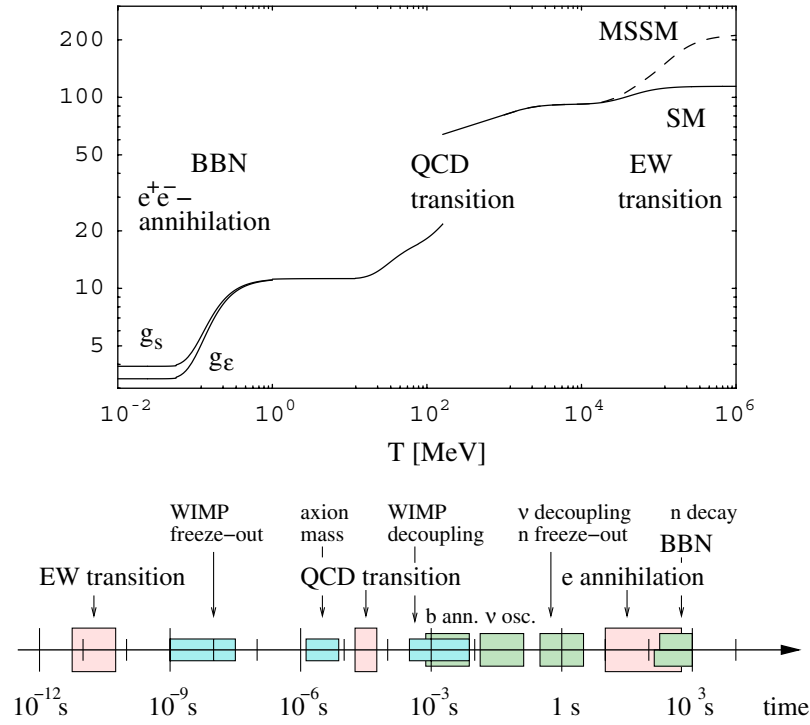 200
MSSM
100
SM
50
BBN
QCD
EW
e⁺e⁻–
transition
transition
annihilation
20
10
gₛ
5
g_ε
10⁻² 10⁰ 10² 10⁴ 10⁶
T [MeV]
WIMP axion WIMP ν decoupling n decay
freeze–out mass decoupling n freeze–out
BBN
EW transition QCD transition e annihilation
b ann. ν osc.
10⁻¹²s 10⁻⁹s 10⁻⁶s 10⁻³s 1 s 10³s time